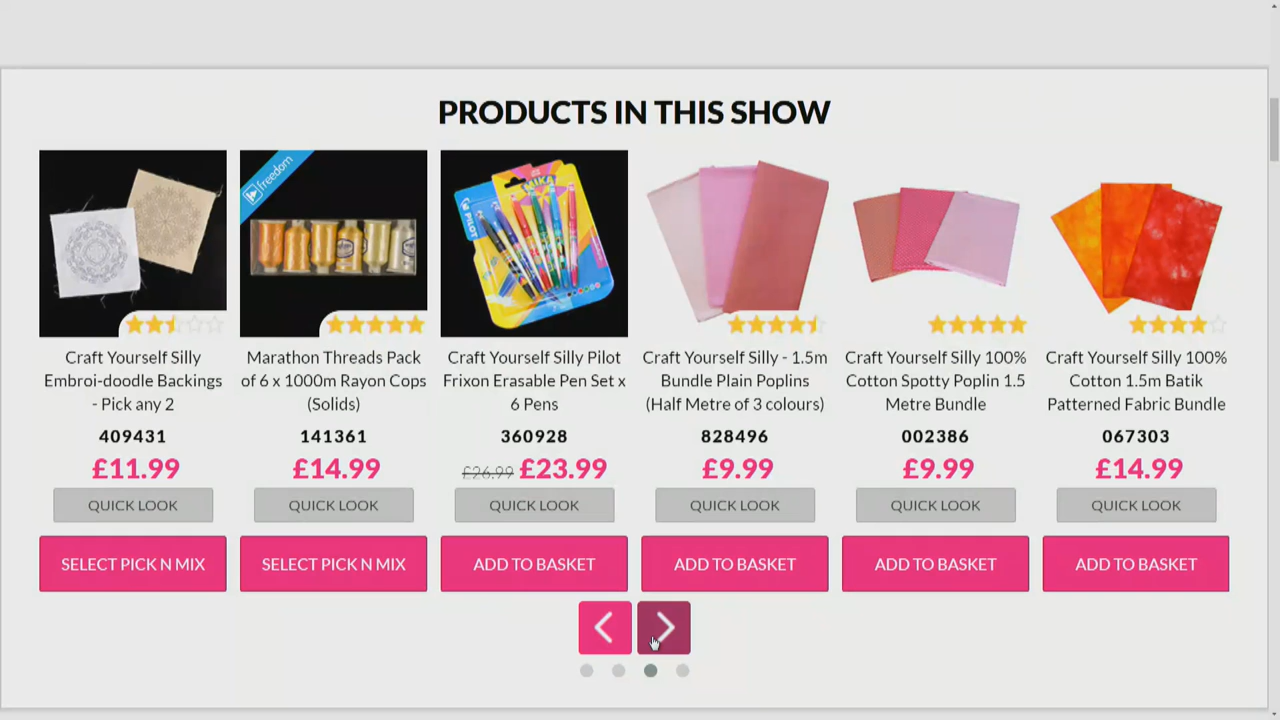 PRODUCTS IN THIS SHOW
freedom
PILOT
MIKA
Craft Yourself Silly
Embroi-doodle Backings
- Pick any 2
409431
£11.99
QUICK LOOK
SELECT PICK N MIX
Marathon Threads Pack
of 6 x 1000m Rayon Cops
(Solids)
141361
£14.99
QUICK LOOK
SELECT PICK N MIX
Craft Yourself Silly Pilot
Frixon Erasable Pen Set x
6 Pens
360928
£26.99 £23.99
QUICK LOOK
ADD TO BASKET
Craft Yourself Silly - 1.5m
Bundle Plain Poplins
(Half Metre of 3 colours)
828496
£9.99
QUICK LOOK
ADD TO BASKET
Craft Yourself Silly 100%
Cotton Spotty Poplin 1.5
Metre Bundle
002386
£9.99
QUICK LOOK
ADD TO BASKET
Craft Yourself Silly 100%
Cotton 1.5m Batik
Patterned Fabric Bundle
067303
£14.99
QUICK LOOK
ADD TO BASKET